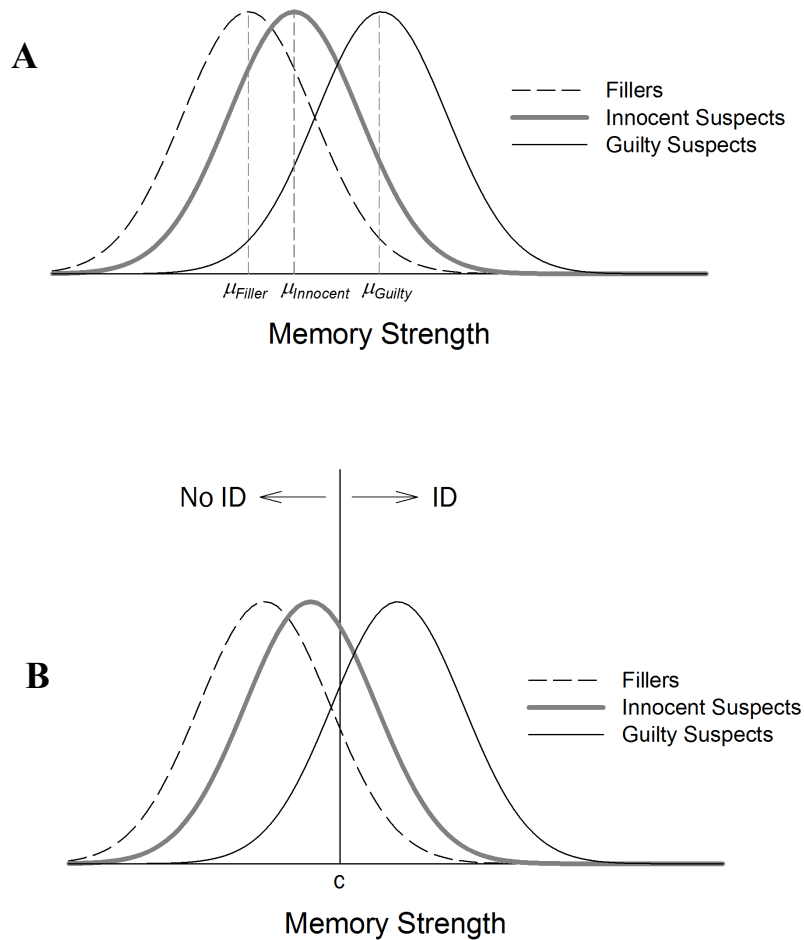 A
Fillers
Innocent Suspects
Guilty Suspects
μFiller μInnocent μGuilty
Memory Strength
No ID ID
B
Fillers
Innocent Suspects
Guilty Suspects
c
Memory Strength